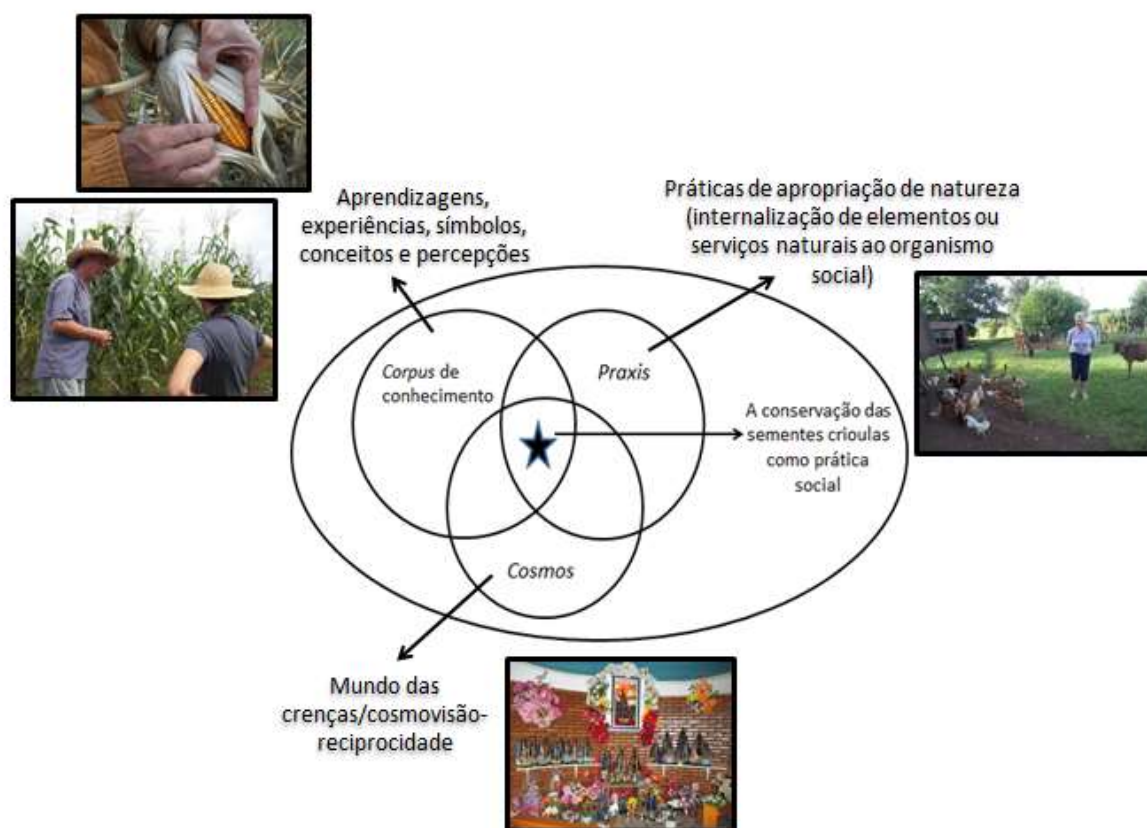 Aprendizagens,
experiências, símbolos,
conceitos e percepções
Práticas de apropriação de natureza
(internalização de elementos ou
serviços naturais ao organismo
social)
Corpus de
conhecimento
Praxis
A conservação das
sementes crioulas
como prática
social
Cosmos
Mundo das
crenças/cosmovisão-
reciprocidade